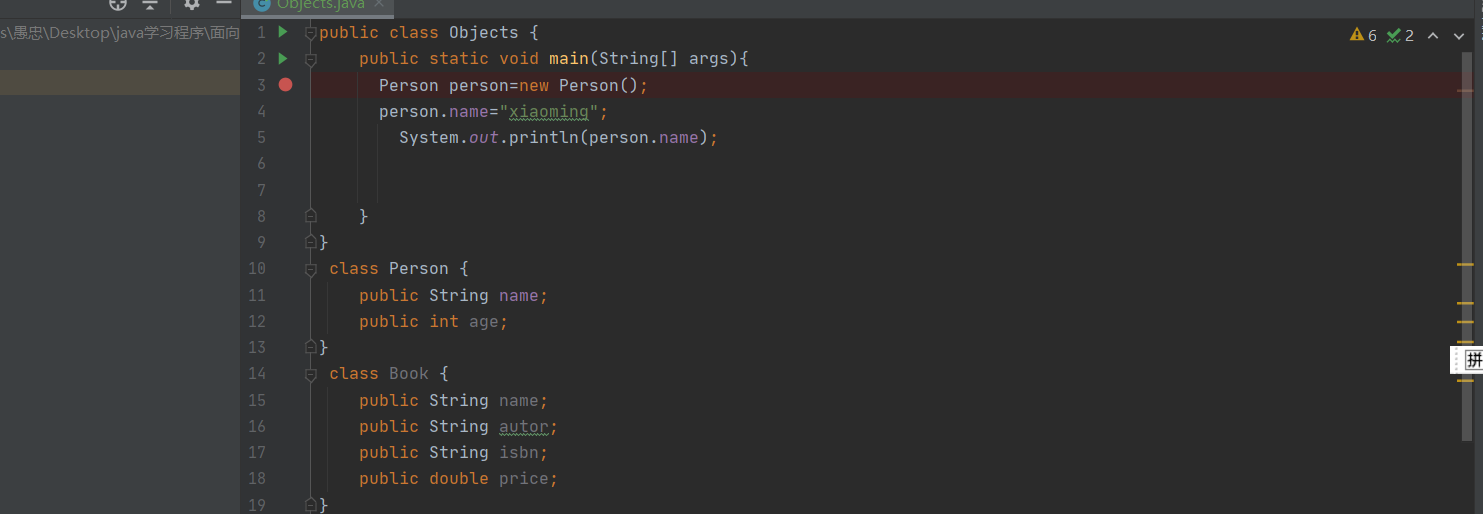 Objects.java
s\愚忠\Desktop\java学习程序\面向
6 2
1 public class Objects {
2 public static void main(String[] args){
3 Person person=new Person();
4 person.name="xiaoming";
5 System.out.println(person.name);
6
7
8 }
9 }
10 class Person {
11 public String name;
12 public int age;
13 }
14 class Book {
15 public String name;
16 public String autor;
17 public String isbn;
18 public double price;
19 }
拼